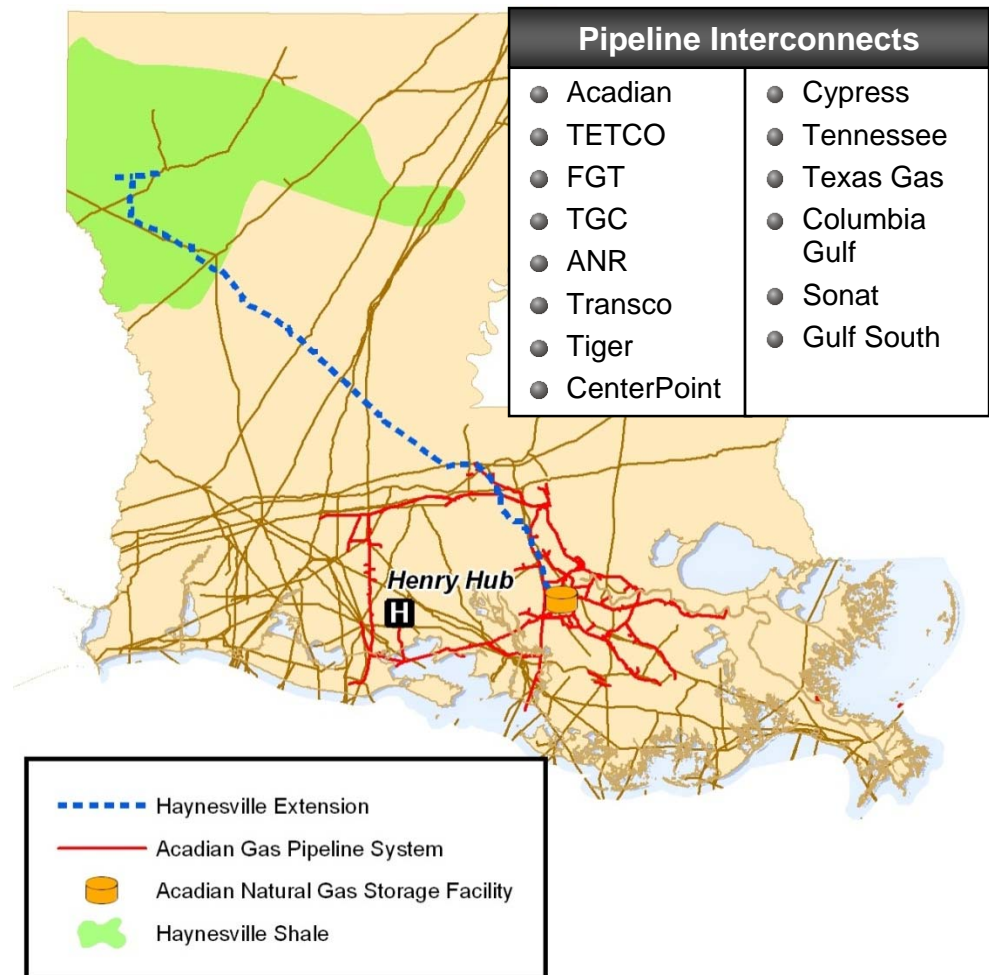 Pipeline Interconnects
Acadian
TETCO
FGT
TGC
ANR
Transco
Tiger
CenterPoint
Cypress
Tennessee
Texas Gas
Columbia
Gulf
Sonat
Gulf South
Henry Hub
H
Haynesville Extension
Acadian Gas Pipeline System
Acadian Natural Gas Storage Facility
Haynesville Shale